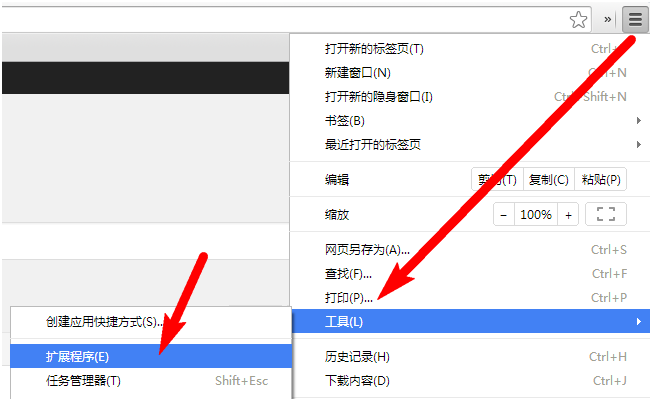 »
打开新的标签页(T)
新建窗口(N) Ctrl+N
打开新的隐身窗口(I) Ctrl+Shift+N
书签(B)
最近打开的标签页
编辑 剪切(T) 复制(C) 粘贴(P)
缩放 − 100% +
网页另存为(A)... Ctrl+S
查找(F)... Ctrl+F
打印(P)... Ctrl+P
工具(L)
历史记录(H) Ctrl+H
下载内容(D) Ctrl+J
创建应用快捷方式(S)...
扩展程序(E)
任务管理器(T) Shift+Esc